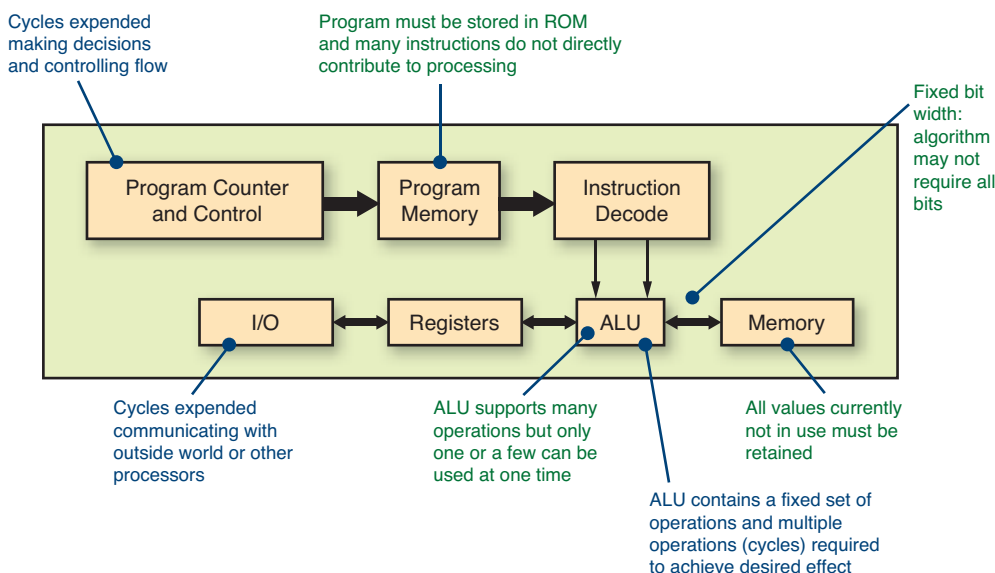 Cycles expended
making decisions
and controlling flow
Program must be stored in ROM
and many instructions do not directly
contribute to processing
Fixed bit
width:
algorithm
may not
require all
bits
Program Counter
and Control
Program
Memory
Instruction
Decode
I/O
Registers
ALU
Memory
Cycles expended
communicating with
outside world or other
processors
ALU supports many
operations but only
one or a few can be
used at one time
All values currently
not in use must be
retained
ALU contains a fixed set of
operations and multiple
operations (cycles) required
to achieve desired effect